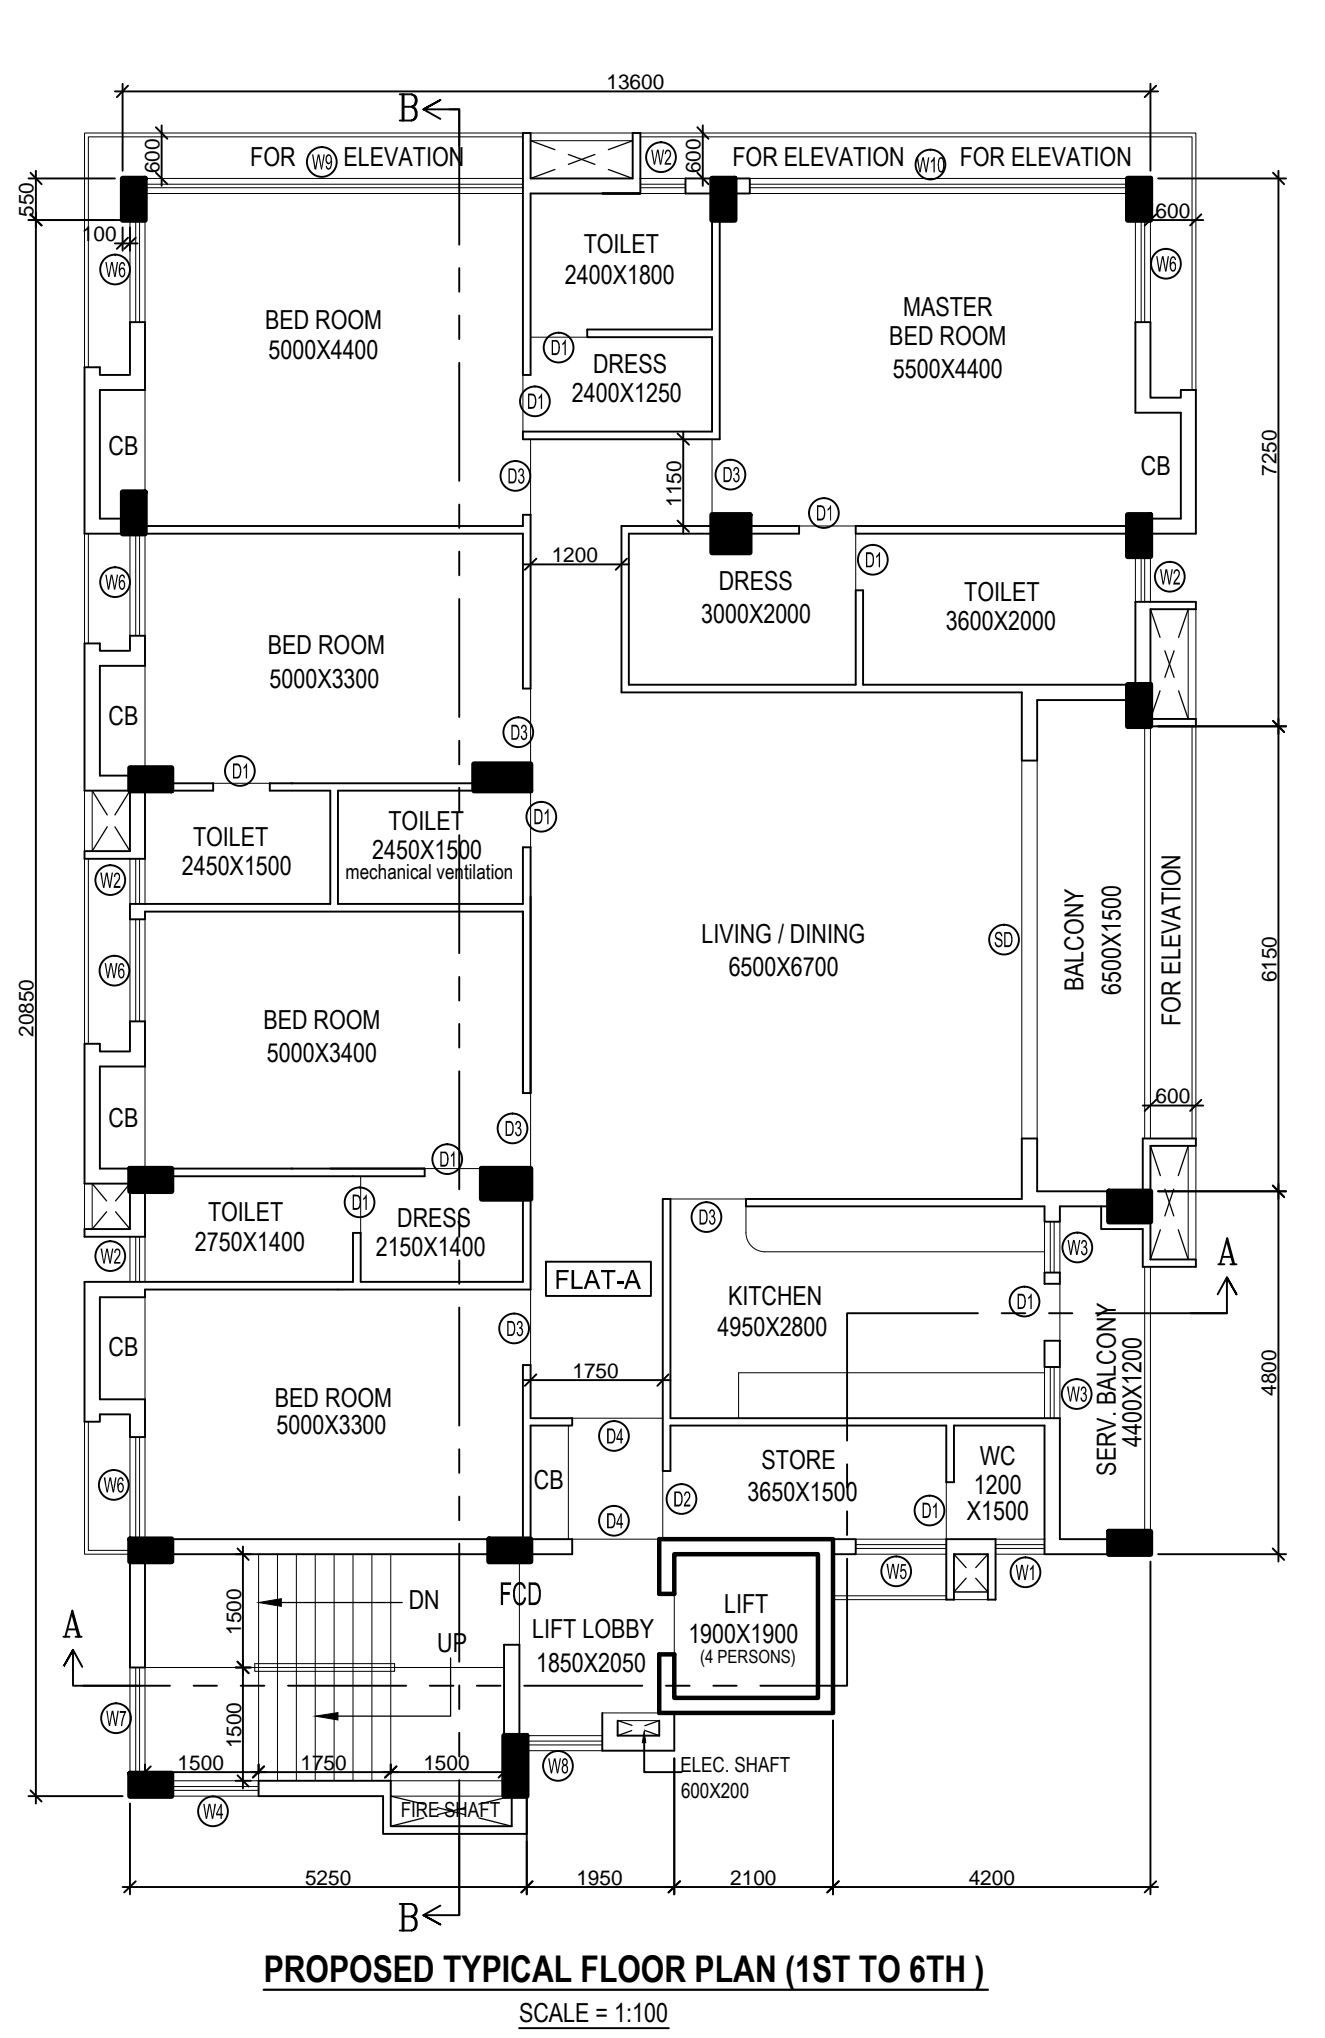 13600
B
600
FOR W9 ELEVATION
W2
600
FOR ELEVATION W10 FOR ELEVATION
550
100
600
W6
W6
TOILET
2400X1800
BED ROOM
5000X4400
MASTER
BED ROOM
5500X4400
D1
DRESS
2400X1250
D1
CB
CB
7250
D3
1150
D3
D1
1200
D1
W6
W2
DRESS
3000X2000
TOILET
3600X2000
BED ROOM
5000X3300
CB
D3
D1
D1
TOILET
2450X1500
TOILET
2450X1500
mechanical ventilation
W2
LIVING / DINING
6500X6700
SD
BALCONY
6500X1500
FOR ELEVATION
6150
20850
W6
BED ROOM
5000X3400
CB
600
D3
D1
D1
TOILET
2750X1400
DRESS
2150X1400
D3
W2
W3
A
FLAT-A
KITCHEN
4950X2800
D1
D3
CB
1750
SERV. BALCONY
4400X1200
4800
W3
BED ROOM
5000X3300
D4
STORE
3650X1500
WC
1200
X1500
CB
W6
D2
D1
D4
W5
W1
FCD
DN
1500
LIFT
1900X1900
(4 PERSONS)
LIFT LOBBY
1850X2050
A
UP
W7
1500
1500
1750
1500
W8
ELEC. SHAFT
600X200
W4
FIRE SHAFT
5250
1950
2100
4200
B
PROPOSED TYPICAL FLOOR PLAN (1ST TO 6TH )
SCALE = 1:100